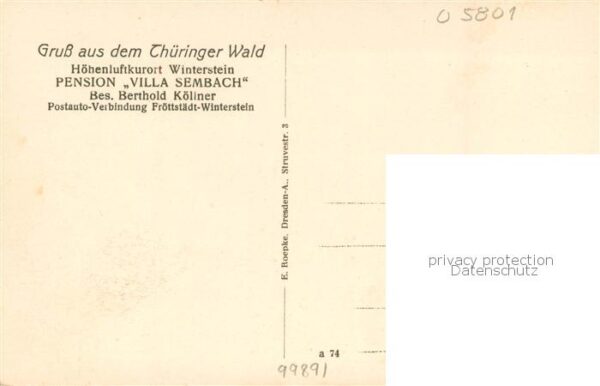 O 5801
Gruß aus dem Thüringer Wald
Höhenluftkurort Winterstein
PENSION „VILLA SEMBACH“
Bes. Berthold Köllner
Postauto-Verbindung Fröttstädt-Winterstein
E. Roepke, Dresden-A., Struvestr. 3
privacy protection
Datenschutz
a 74
99891